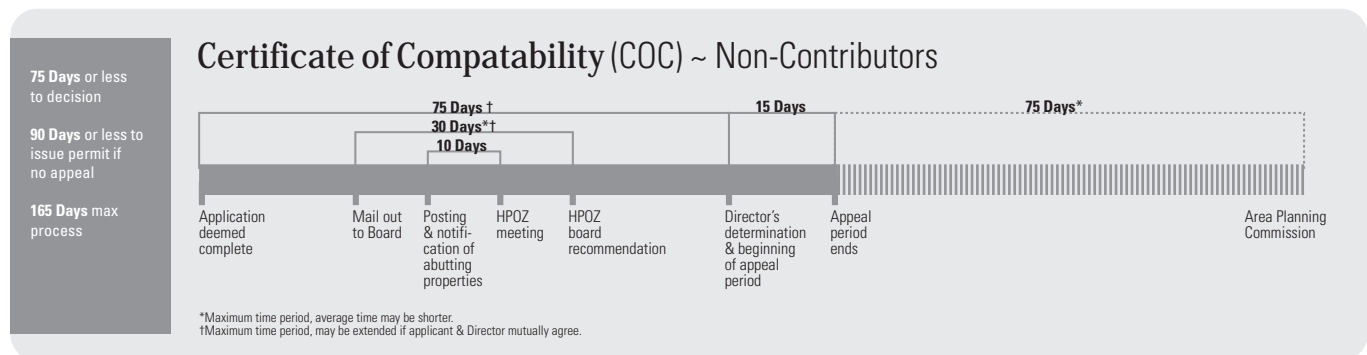 Certificate of Compatability (COC) ~ Non-Contributors
75 Days or less
to decision
90 Days or less to
issue permit if
no appeal
165 Days max
process
75 Days †
15 Days
75 Days*
30 Days*†
10 Days
Application
deemed
complete
Mail out
to Board
Posting
& notifi-
cation of
abutting
properties
HPOZ
meeting
HPOZ
board
recommendation
Director's
determination
& beginning
of appeal
period
Appeal
period
ends
Area Planning
Commission
*Maximum time period, average time may be shorter.
†Maximum time period, may be extended if applicant & Director mutually agree.